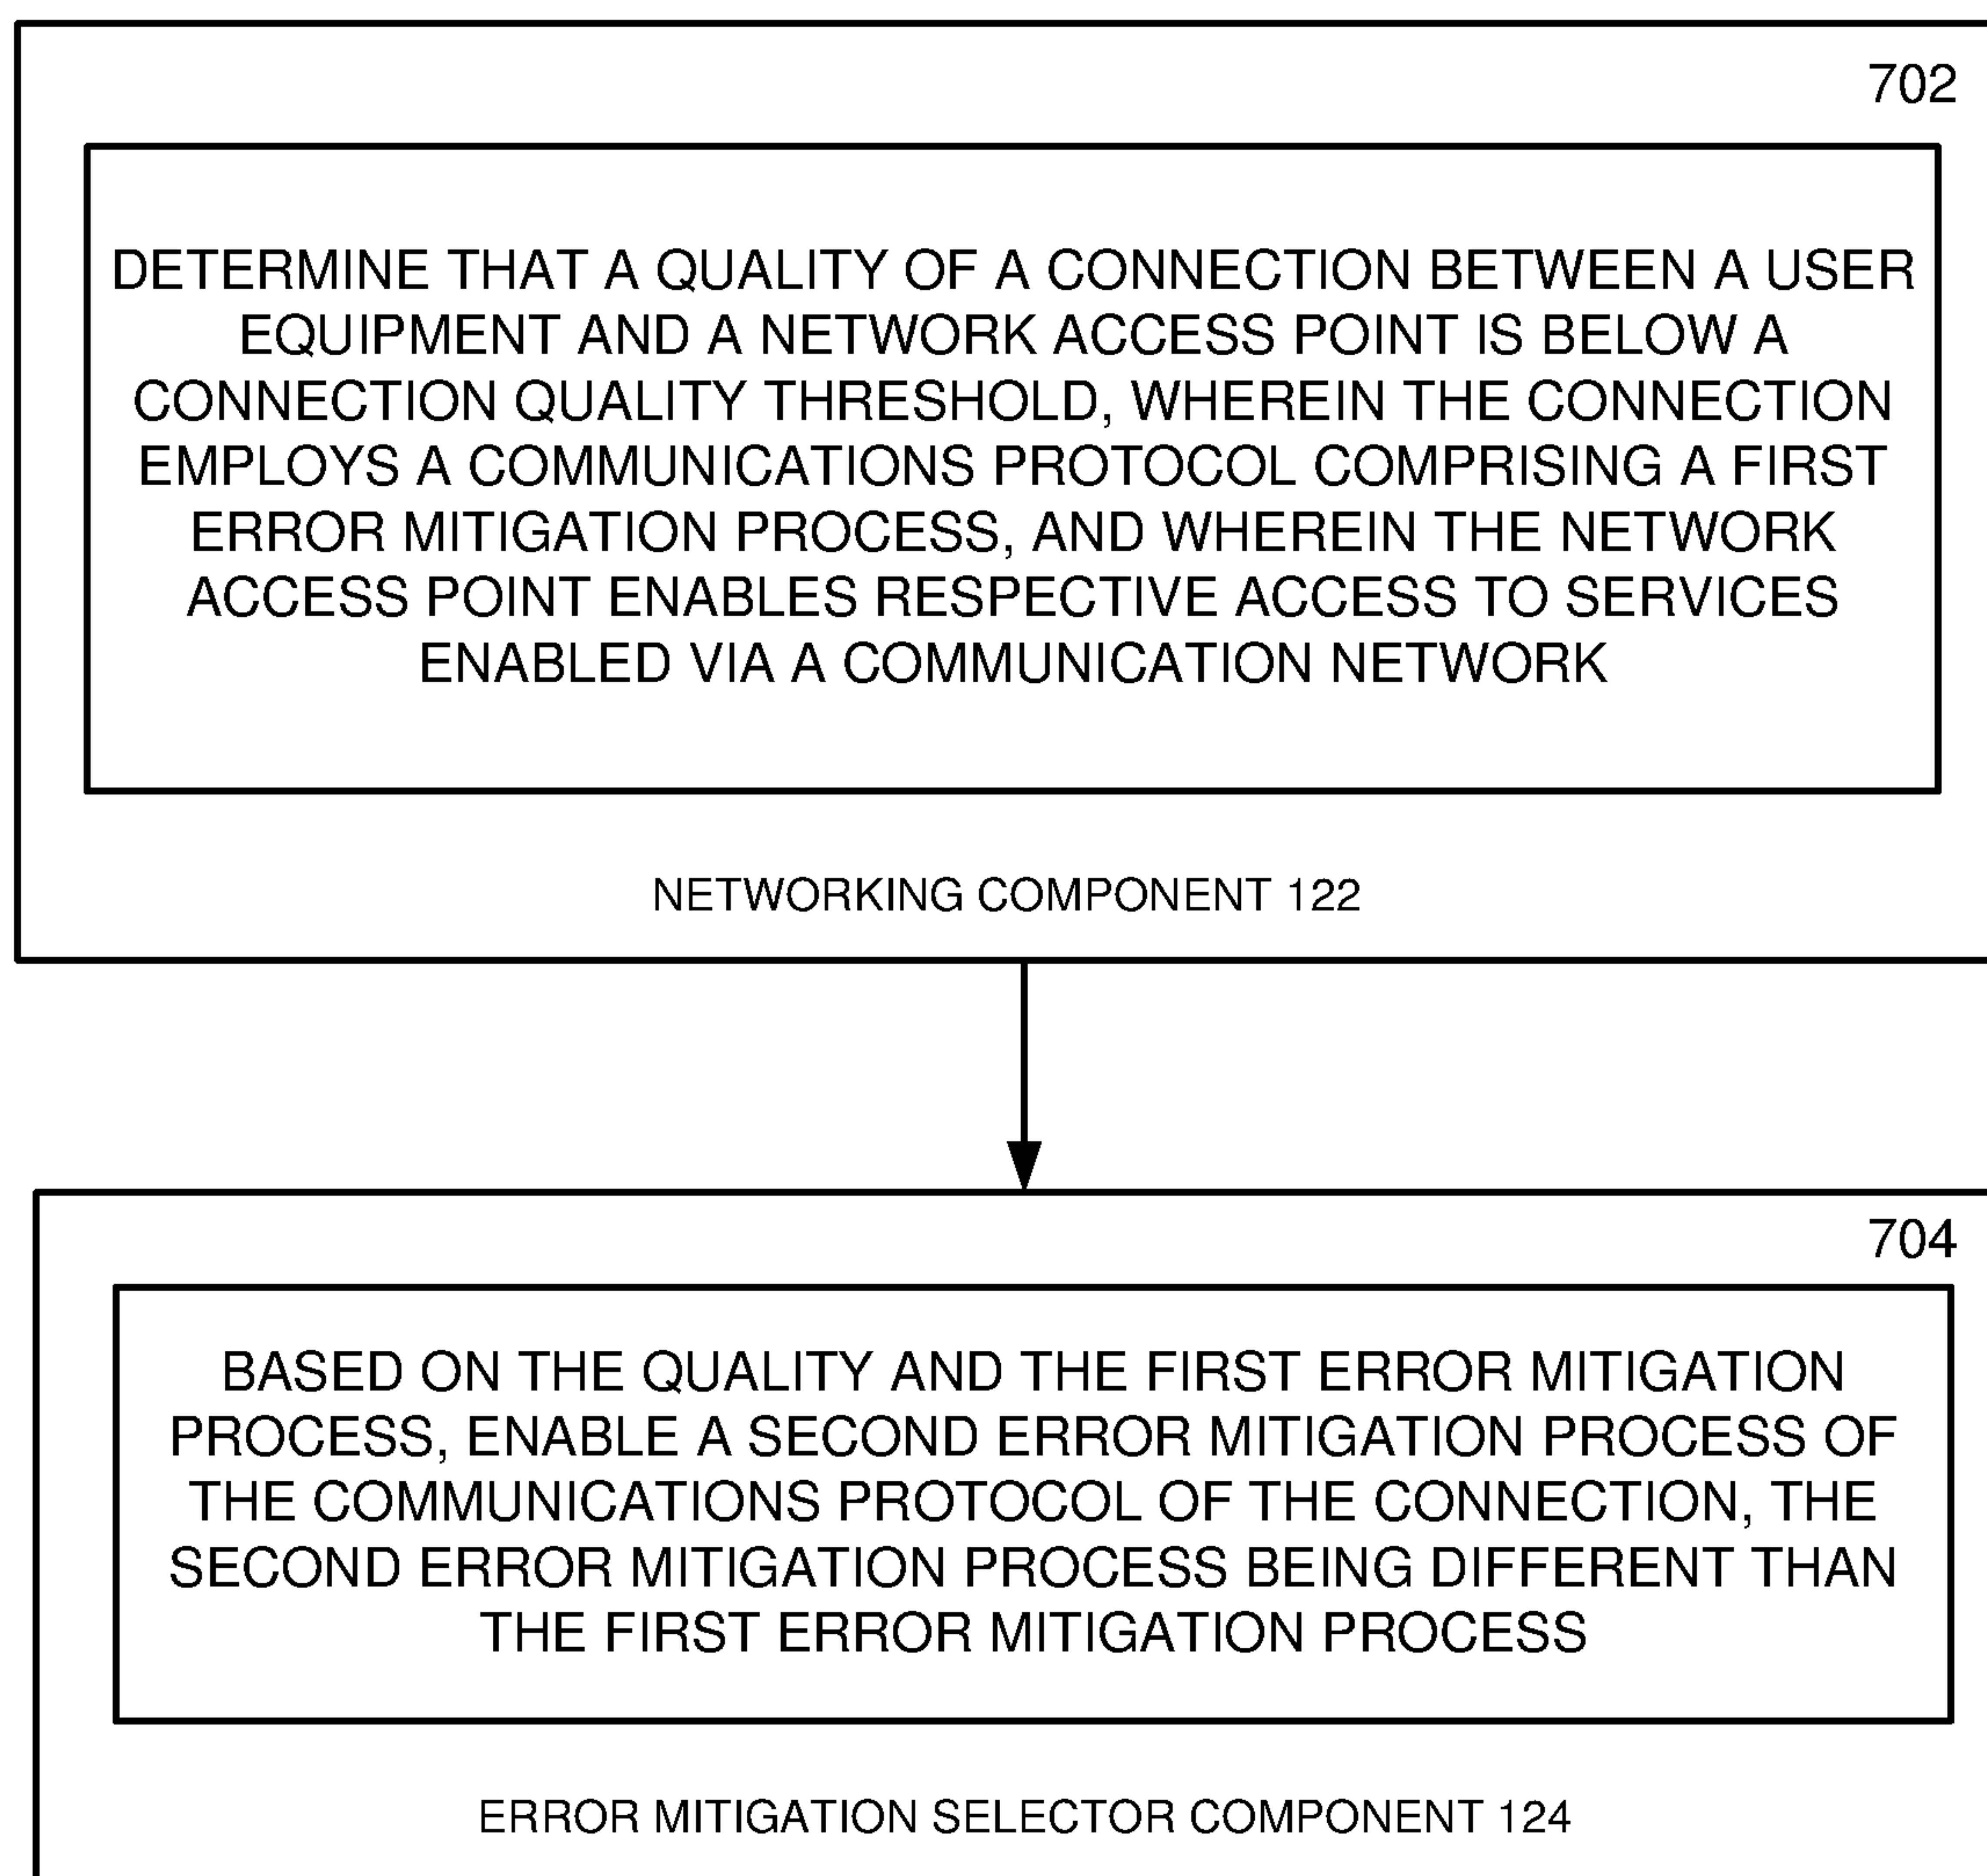 702
DETERMINE THAT A QUALITY OF A CONNECTION BETWEEN A USER
EQUIPMENT AND A NETWORK ACCESS POINT IS BELOW A
CONNECTION QUALITY THRESHOLD, WHEREIN THE CONNECTION
EMPLOYS A COMMUNICATIONS PROTOCOL COMPRISING A FIRST
ERROR MITIGATION PROCESS, AND WHEREIN THE NETWORK
ACCESS POINT ENABLES RESPECTIVE ACCESS TO SERVICES
ENABLED VIA A COMMUNICATION NETWORK
NETWORKING COMPONENT 122
704
BASED ON THE QUALITY AND THE FIRST ERROR MITIGATION
PROCESS, ENABLE A SECOND ERROR MITIGATION PROCESS OF
THE COMMUNICATIONS PROTOCOL OF THE CONNECTION, THE
SECOND ERROR MITIGATION PROCESS BEING DIFFERENT THAN
THE FIRST ERROR MITIGATION PROCESS
ERROR MITIGATION SELECTOR COMPONENT 124